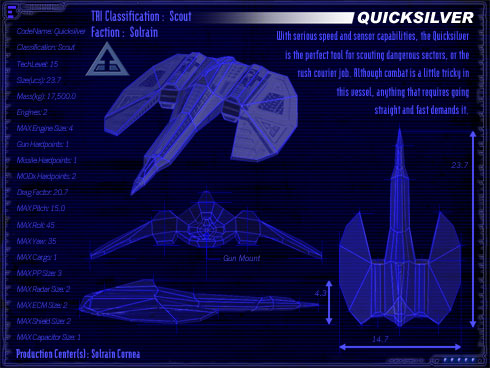 QUICKSILVER
TRI Classification : Scout
Faction : Solrain
With serious speed and sensor capabilities, the Quicksilver
is the perfect tool for scouting dangerous sectors, or the
rush courier job. Although combat is a little tricky in
this vessel, anything that requires going
straight and fast demands it.
CodeName: Quicksilver
Classification: Scout
TechLevel: 15
Size(vcs): 23.7
Mass(kg): 17,500.0
Engines: 2
MAX Engine Size: 4
Gun Hardpoints: 1
Missile Hardpoints: 1
MODx Hardpoints: 2
Drag Factor: 20.7
MAX Pitch: 15.0
MAX Roll: 45
MAX Yaw: 35
MAX Cargo: 1
MAX PP Size: 3
MAX Radar Size: 2
MAX ECM Size: 2
MAX Shield Size: 2
MAX Capacitor Size: 1
Production Center(s): Solrain Cornea
Gun Mount
4.3
23.7
14.7